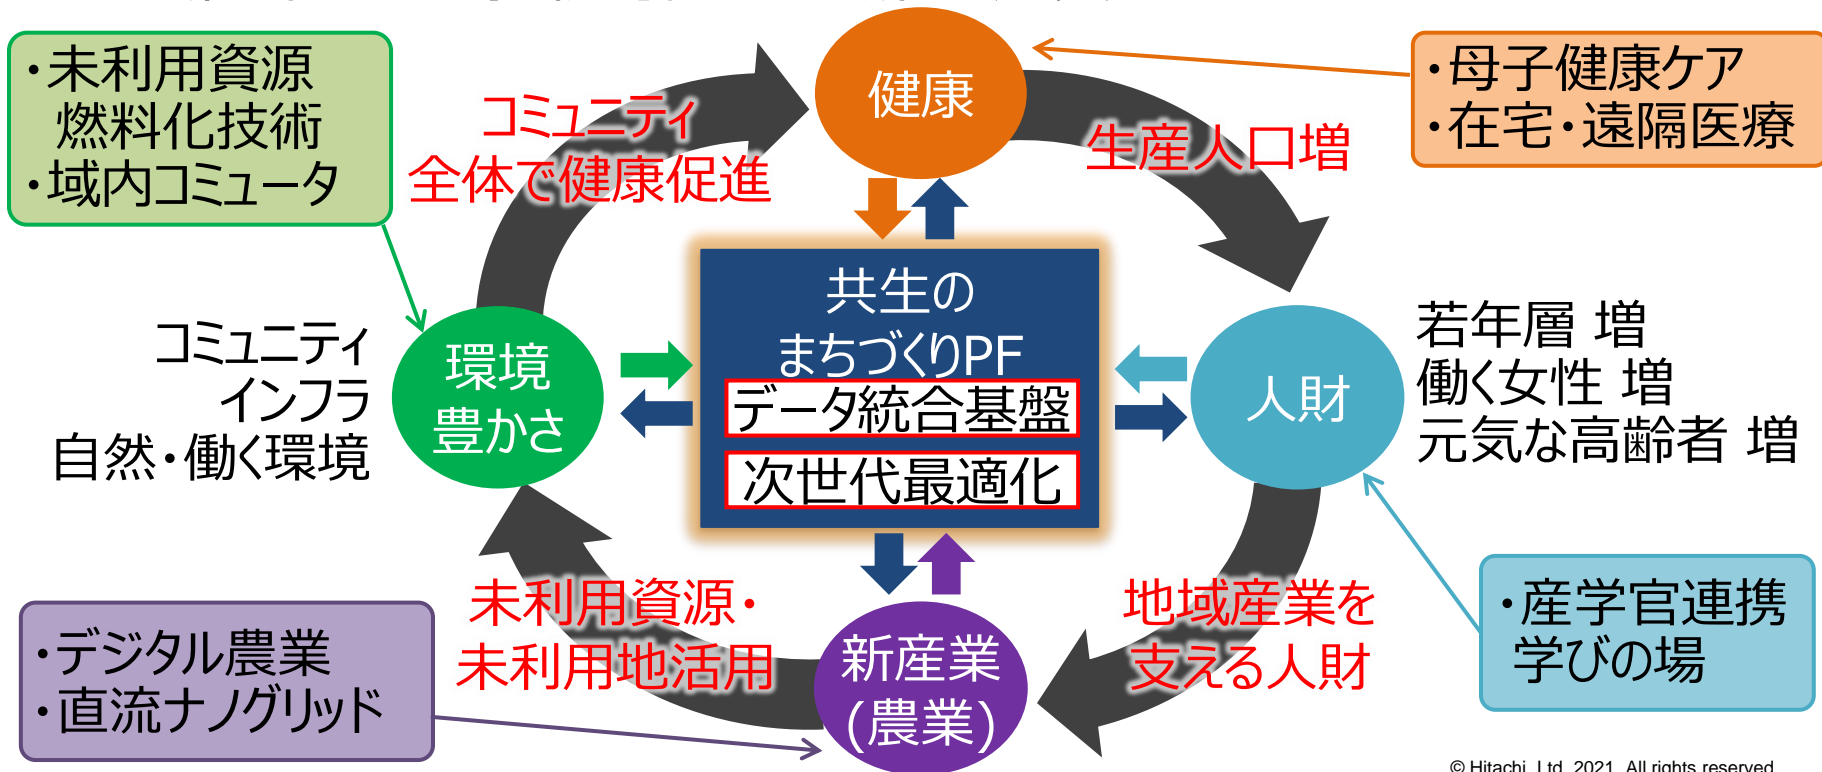 ・未利用資源
燃料化技術
・域内コミュータ
コミュニティ
全体で健康促進
健康
生産人口増
・母子健康ケア
・在宅・遠隔医療
コミュニティ
インフラ
自然・働く環境
環境
豊かさ
共生の
まちづくりPF
データ統合基盤
次世代最適化
人財
若年層 増
働く女性 増
元気な高齢者 増
・デジタル農業
・直流ナノグリッド
未利用資源・
未利用地活用
新産業
(農業)
地域産業を
支える人財
・産学官連携
学びの場
© Hitachi, Ltd. 2021. All rights reserved